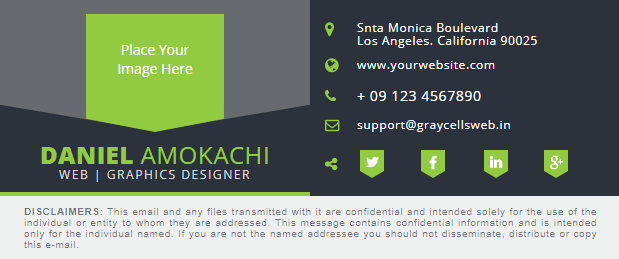 Place Your
Image Here
DANIEL AMOKACHI
WEB | GRAPHICS DESIGNER
Snta Monica Boulevard
Los Angeles. California 90025
www.yourwebsite.com
+ 09 123 4567890
support@graycellsweb.in
f
in
g+
DISCLAIMERS: This email and any files transmitted with it are confidential and intended solely for the use of the
individual or entity to whom they are addressed. This message contains confidential information and is intended
only for the individual named. If you are not the named addressee you should not disseminate, distribute or copy
this e-mail.